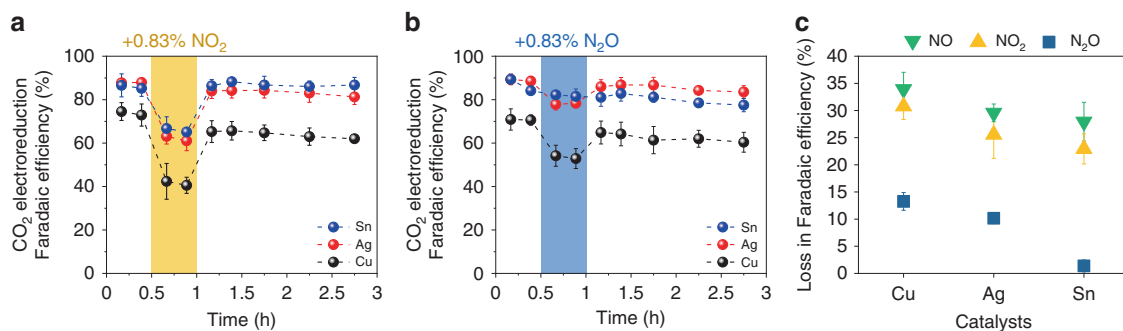 a
+0.83% NO₂
CO₂ electroreduction
Faradaic efficiency (%)
100
80
60
40
20
0
Sn
Ag
Cu
0 0.5 1 1.5 2 2.5 3
Time (h)
b
+0.83% N₂O
CO₂ electroreduction
Faradaic efficiency (%)
100
80
60
40
20
0
Sn
Ag
Cu
0 0.5 1 1.5 2 2.5 3
Time (h)
c
NO NO₂ N₂O
Loss in Faradaic efficiency (%)
40
35
30
25
20
15
10
5
0
Cu Ag Sn
Catalysts